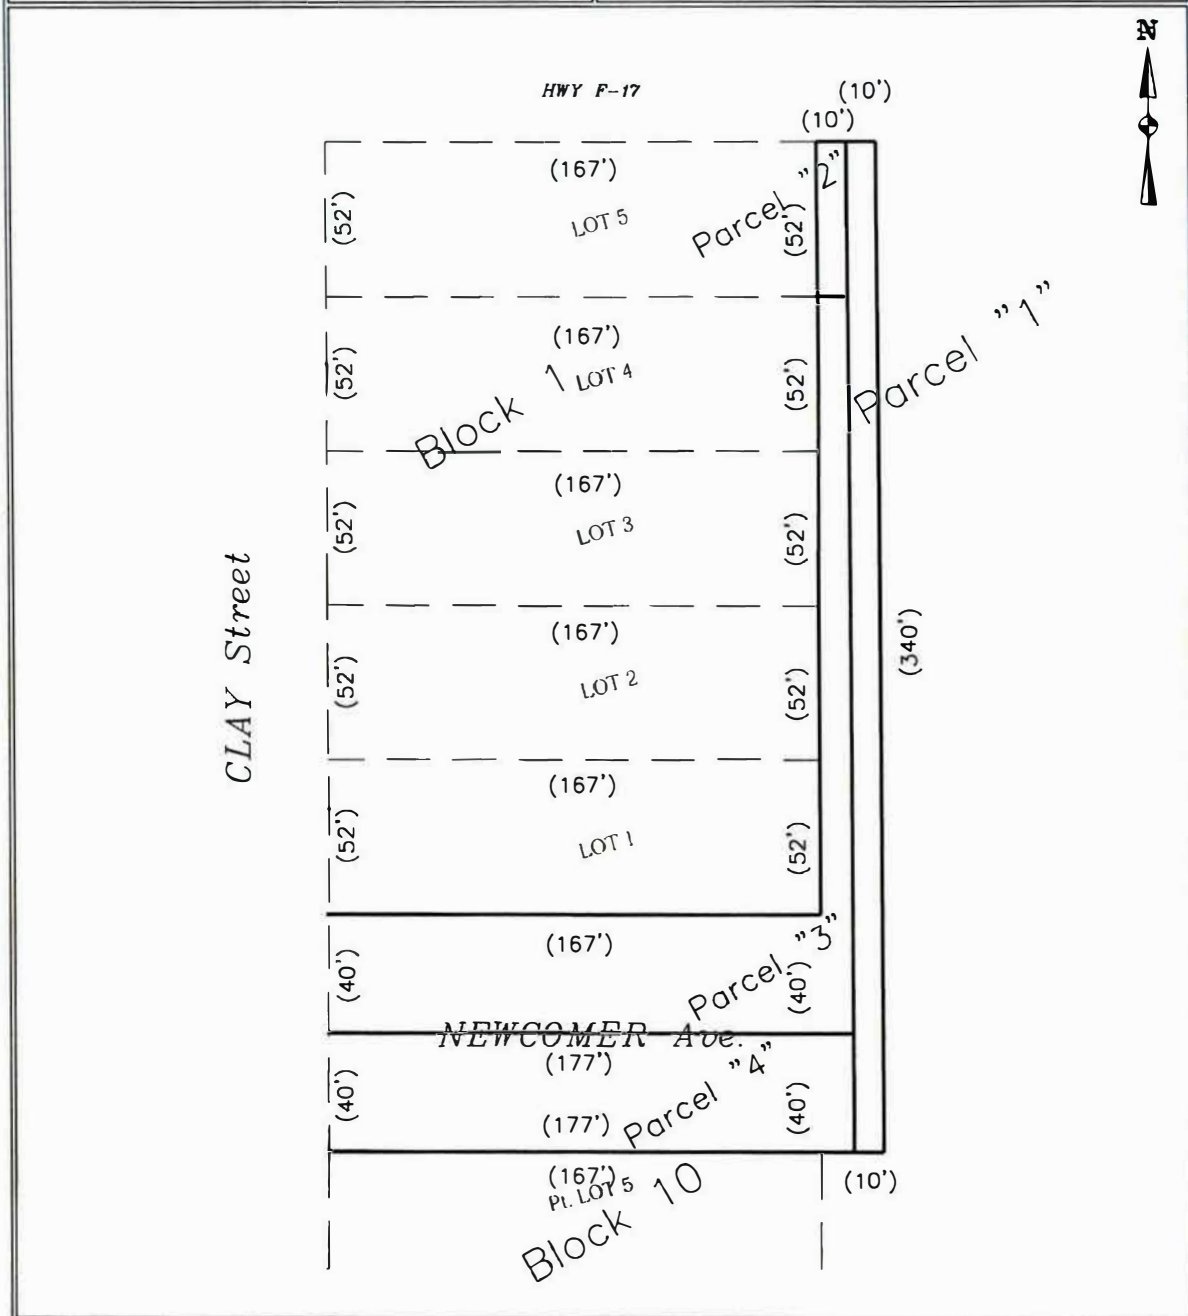 N
HWY F-17
(10')
(10')
(167')
(52')
LOT 5
(52')
Parcel "2"
(167')
(52')
LOT 4
(52')
Block 1
Parcel "1"
(167')
(52')
LOT 3
(52')
CLAY Street
(167')
(52')
LOT 2
(52')
(340')
(167')
(52')
LOT 1
(52')
(167')
(40')
(40')
Parcel "3"
NEWCOMER Ave.
(177')
(40')
(40')
Parcel "4"
(177')
(167')
(10')
Pt. LOT 5
Block 10